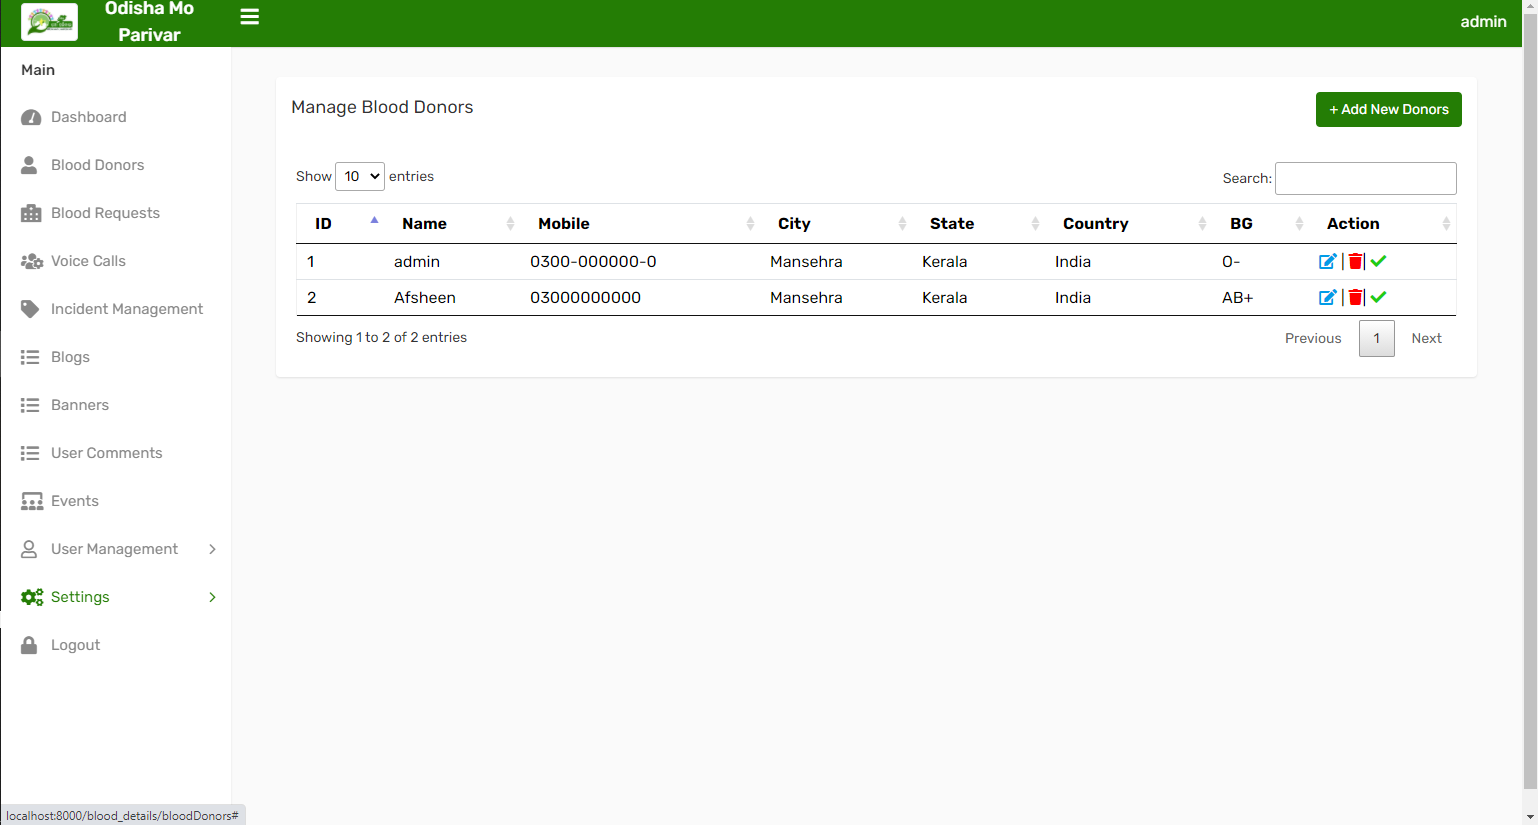 Odisha Mo
Parivar
admin
Main
Dashboard
Blood Donors
Blood Requests
Voice Calls
Incident Management
Blogs
Banners
User Comments
Events
User Management
Settings
Logout
Manage Blood Donors
+ Add New Donors
Show 10 entries
Search:
ID Name Mobile City State Country BG Action
1 admin 0300-000000-0 Mansehra Kerala India O- | |
2 Afsheen 03000000000 Mansehra Kerala India AB+ | |
Showing 1 to 2 of 2 entries
Previous 1 Next
localhost:8000/blood_details/bloodDonors#